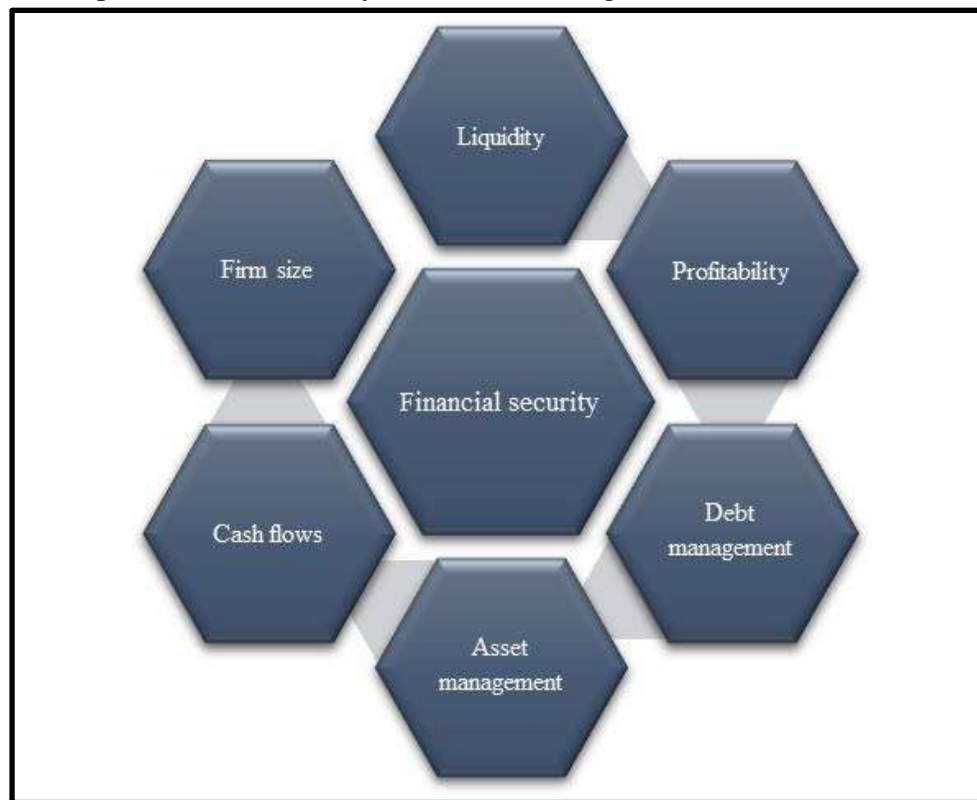 Liquidity
Firm size
Profitability
Financial security
Cash flows
Debt
management
Asset
management